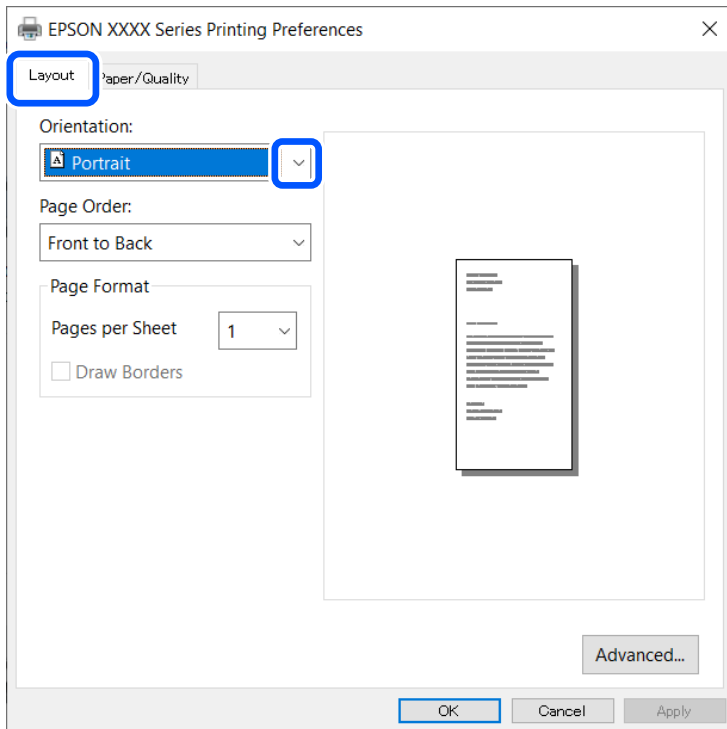 EPSON XXXX Series Printing Preferences
Layout
Paper/Quality
Orientation:
A Portrait
Page Order:
Front to Back
Page Format
Pages per Sheet 1
Draw Borders
Advanced...
OK Cancel Apply